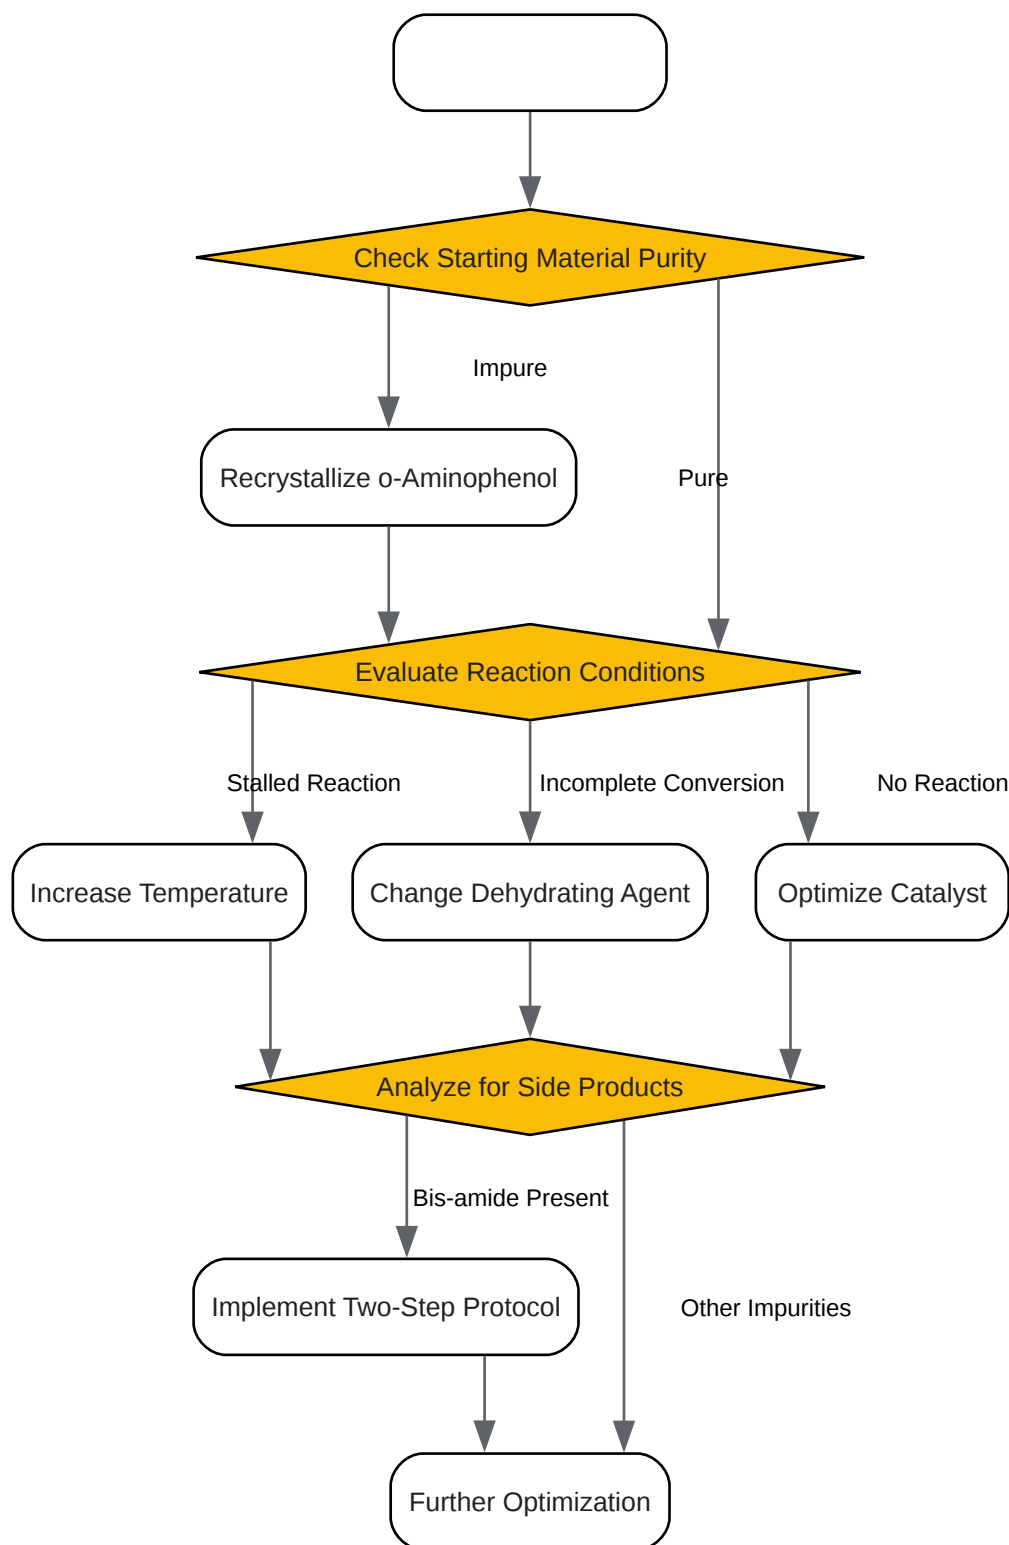 Check Starting Material Purity
Impure
Recrystallize o-Aminophenol
Pure
Evaluate Reaction Conditions
Stalled Reaction
Incomplete Conversion
No Reaction
Increase Temperature
Change Dehydrating Agent
Optimize Catalyst
Analyze for Side Products
Bis-amide Present
Implement Two-Step Protocol
Other Impurities
Further Optimization